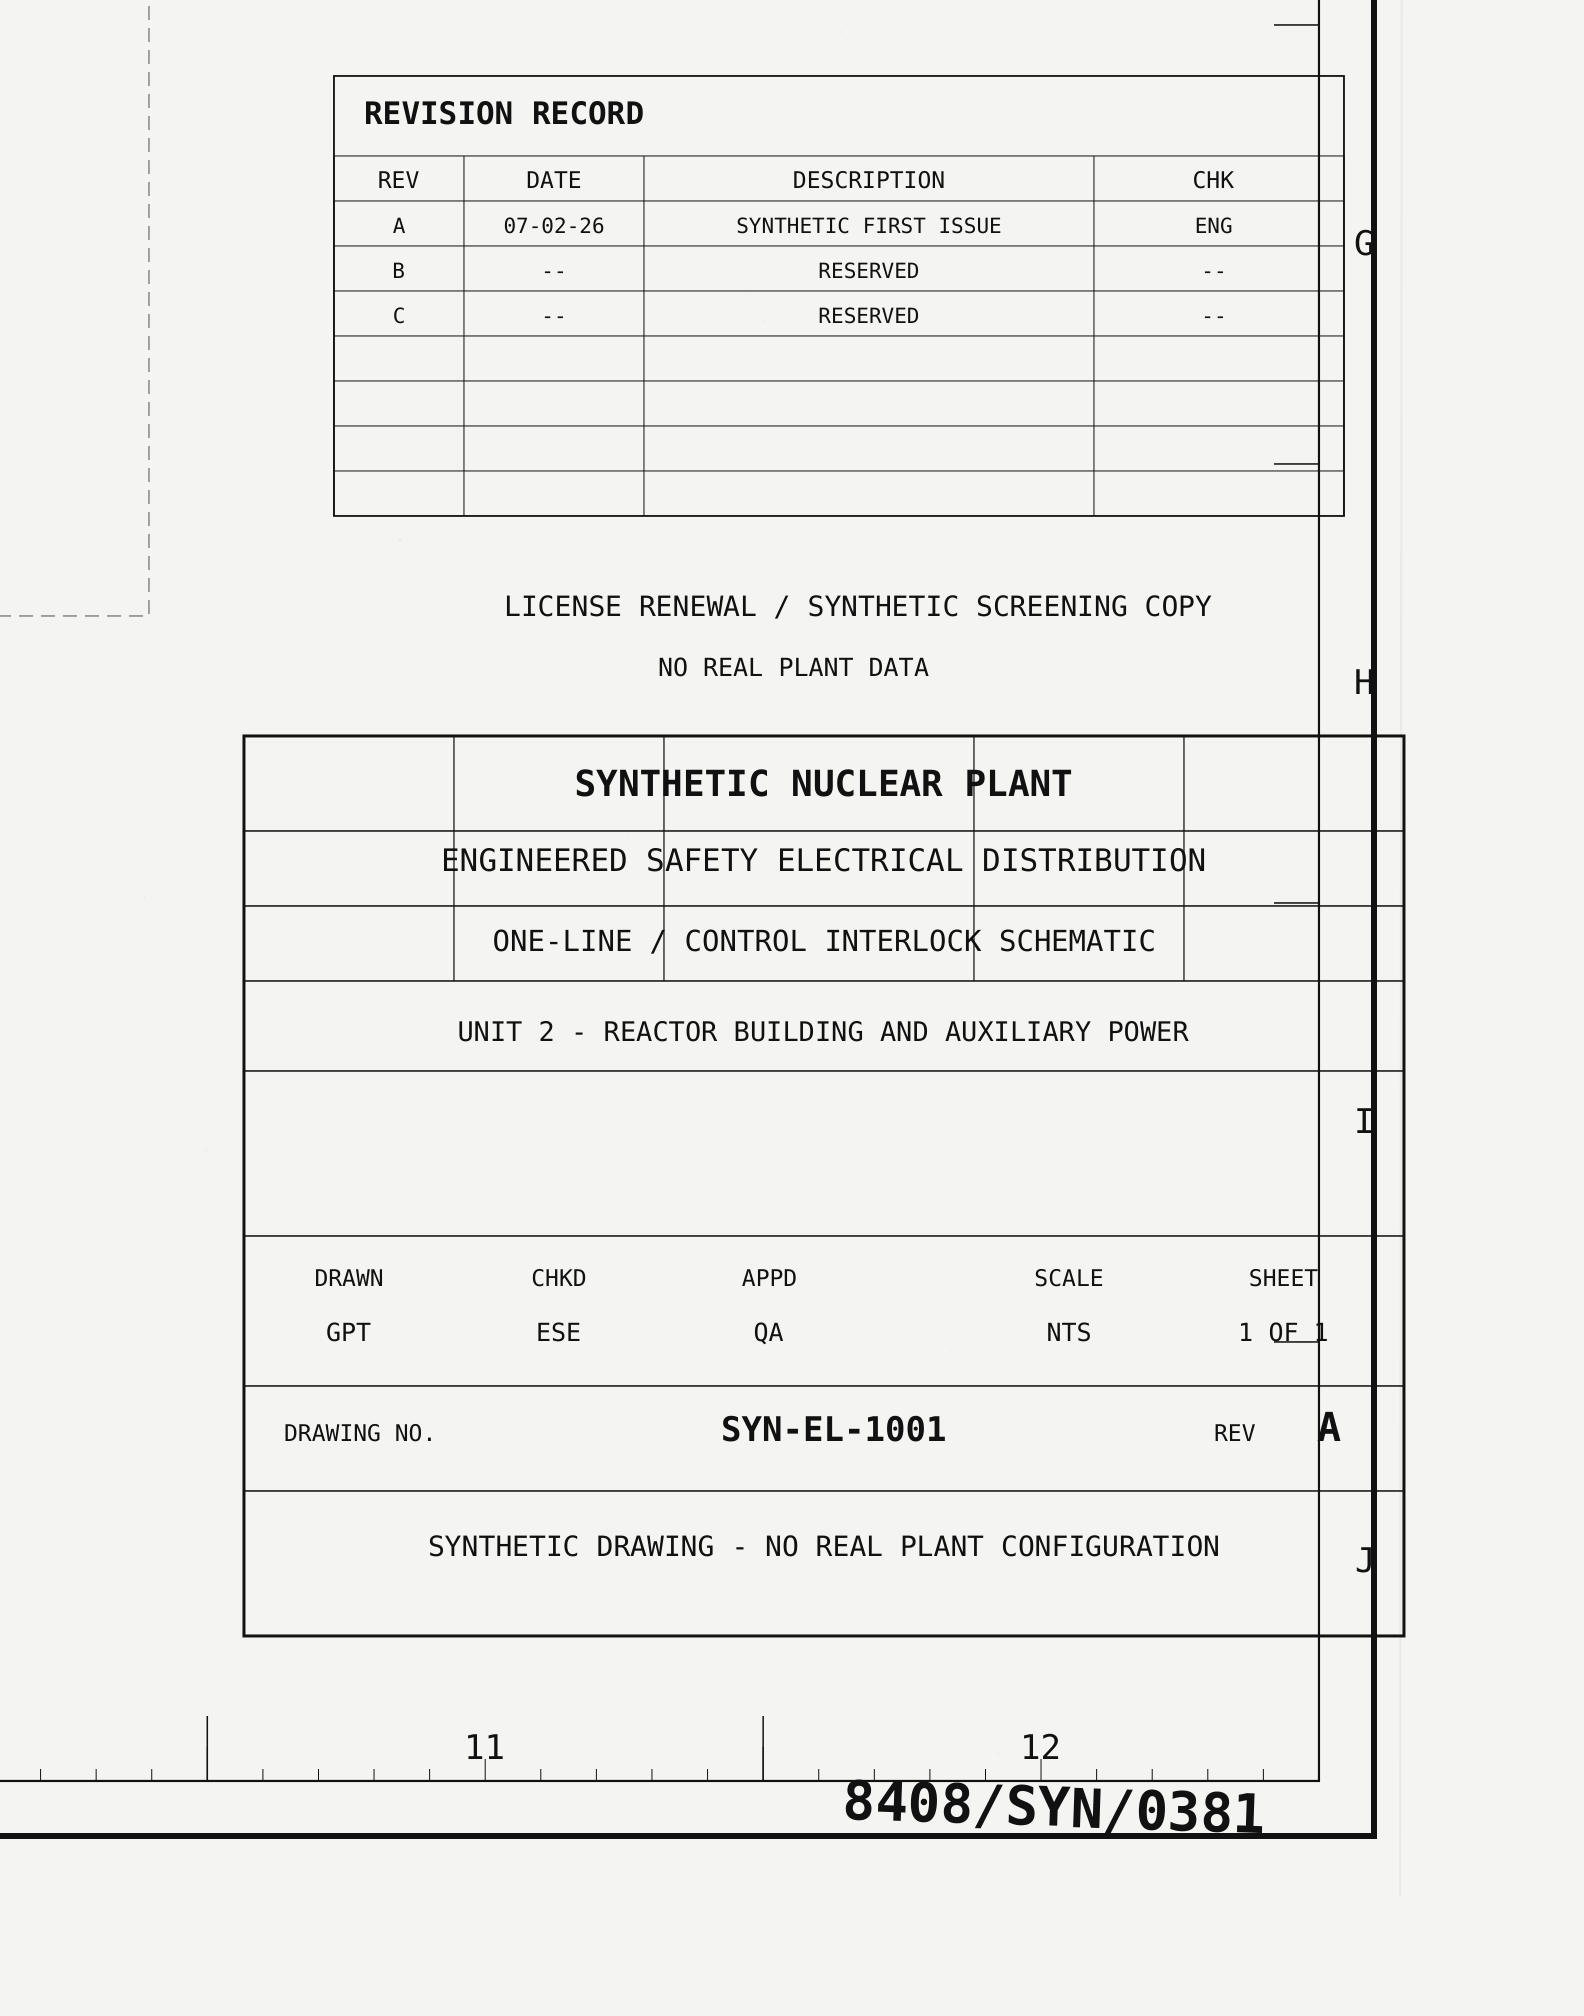 REVISION RECORD
REV DATE DESCRIPTION CHK
A 07-02-26 SYNTHETIC FIRST ISSUE ENG
G
B -- RESERVED --
C -- RESERVED --
LICENSE RENEWAL / SYNTHETIC SCREENING COPY
NO REAL PLANT DATA
H
SYNTHETIC NUCLEAR PLANT
ENGINEERED SAFETY ELECTRICAL DISTRIBUTION
ONE-LINE / CONTROL INTERLOCK SCHEMATIC
UNIT 2 - REACTOR BUILDING AND AUXILIARY POWER
I
DRAWN CHKD APPD SCALE SHEET
GPT ESE QA NTS 1 OF 1
DRAWING NO. SYN-EL-1001 REV A
SYNTHETIC DRAWING - NO REAL PLANT CONFIGURATION
J
11 12
8408/SYN/0381